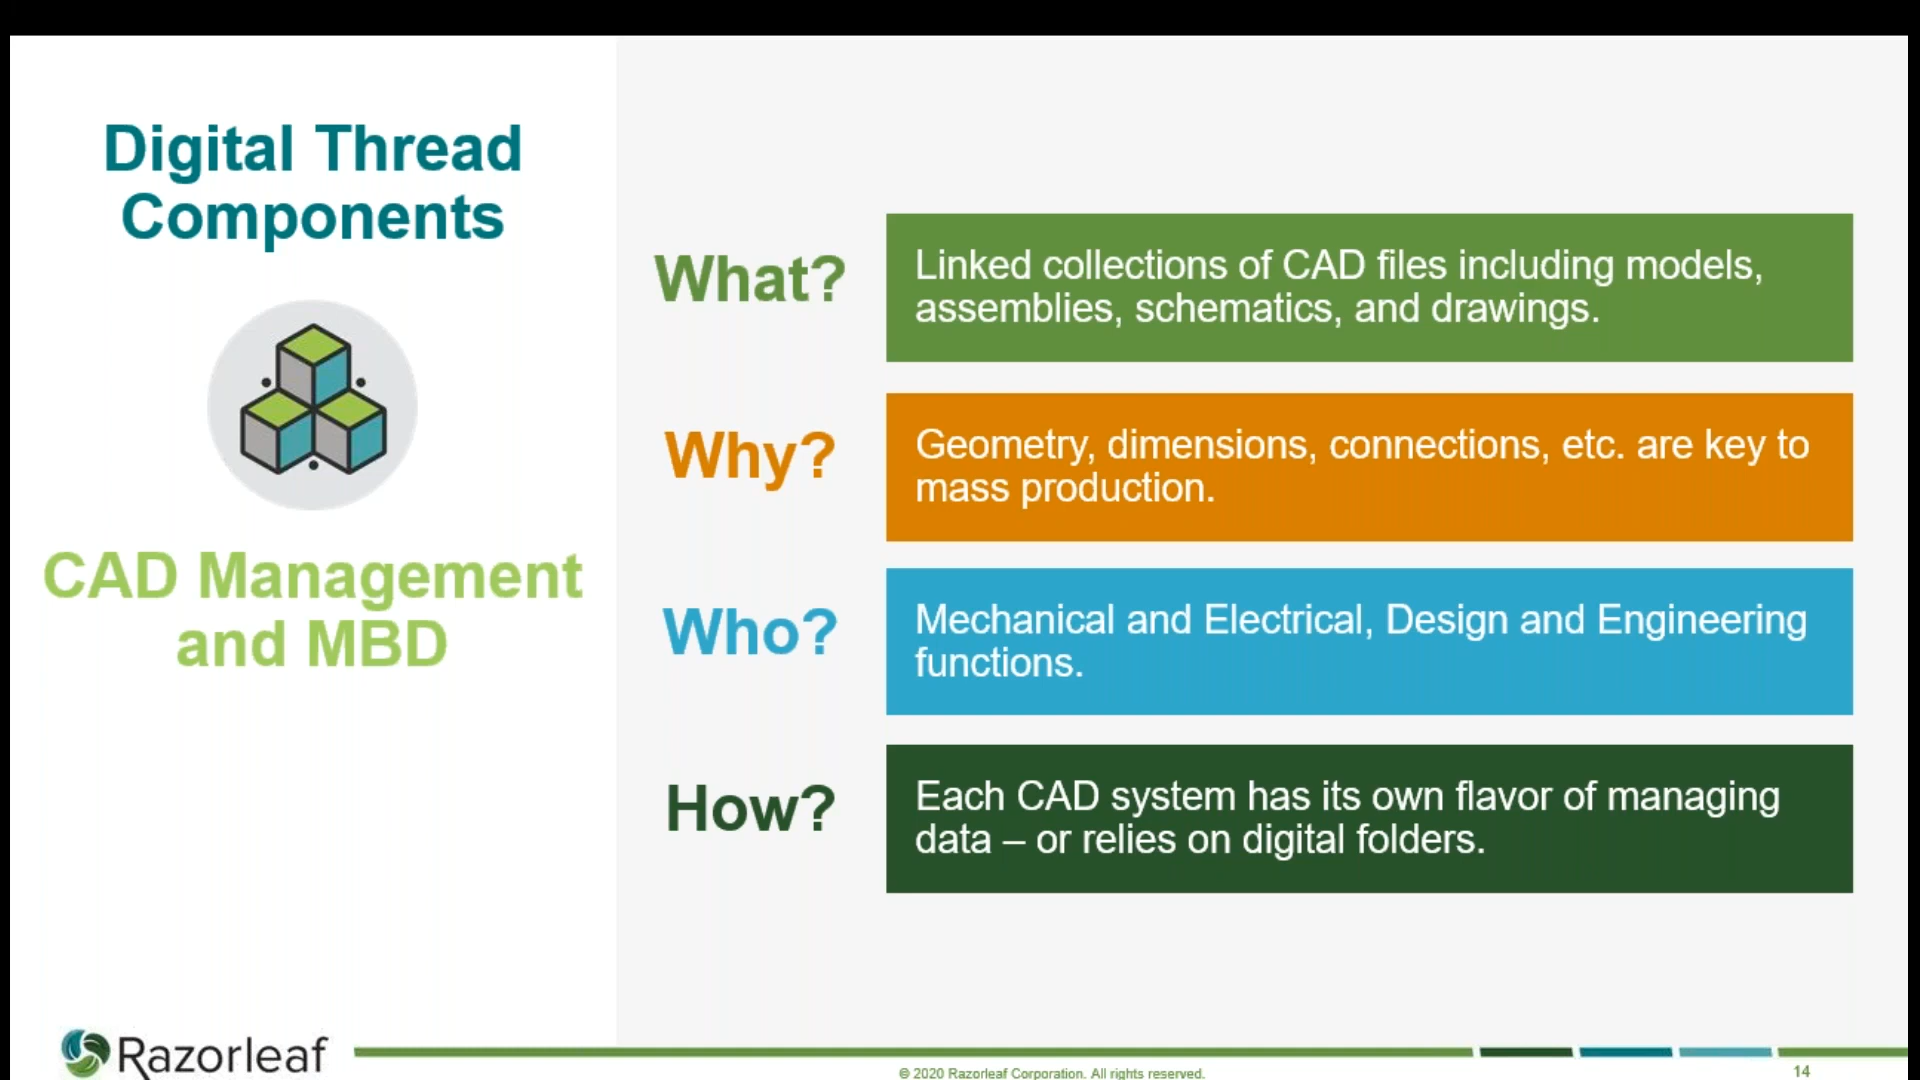 Digital Thread
Components
CAD Management
and MBD
What?
Linked collections of CAD files including models,
assemblies, schematics, and drawings.
Why?
Geometry, dimensions, connections, etc. are key to
mass production.
Who?
Mechanical and Electrical, Design and Engineering
functions.
How?
Each CAD system has its own flavor of managing
data – or relies on digital folders.
Razorleaf
© 2020 Razorleaf Corporation. All rights reserved.
14